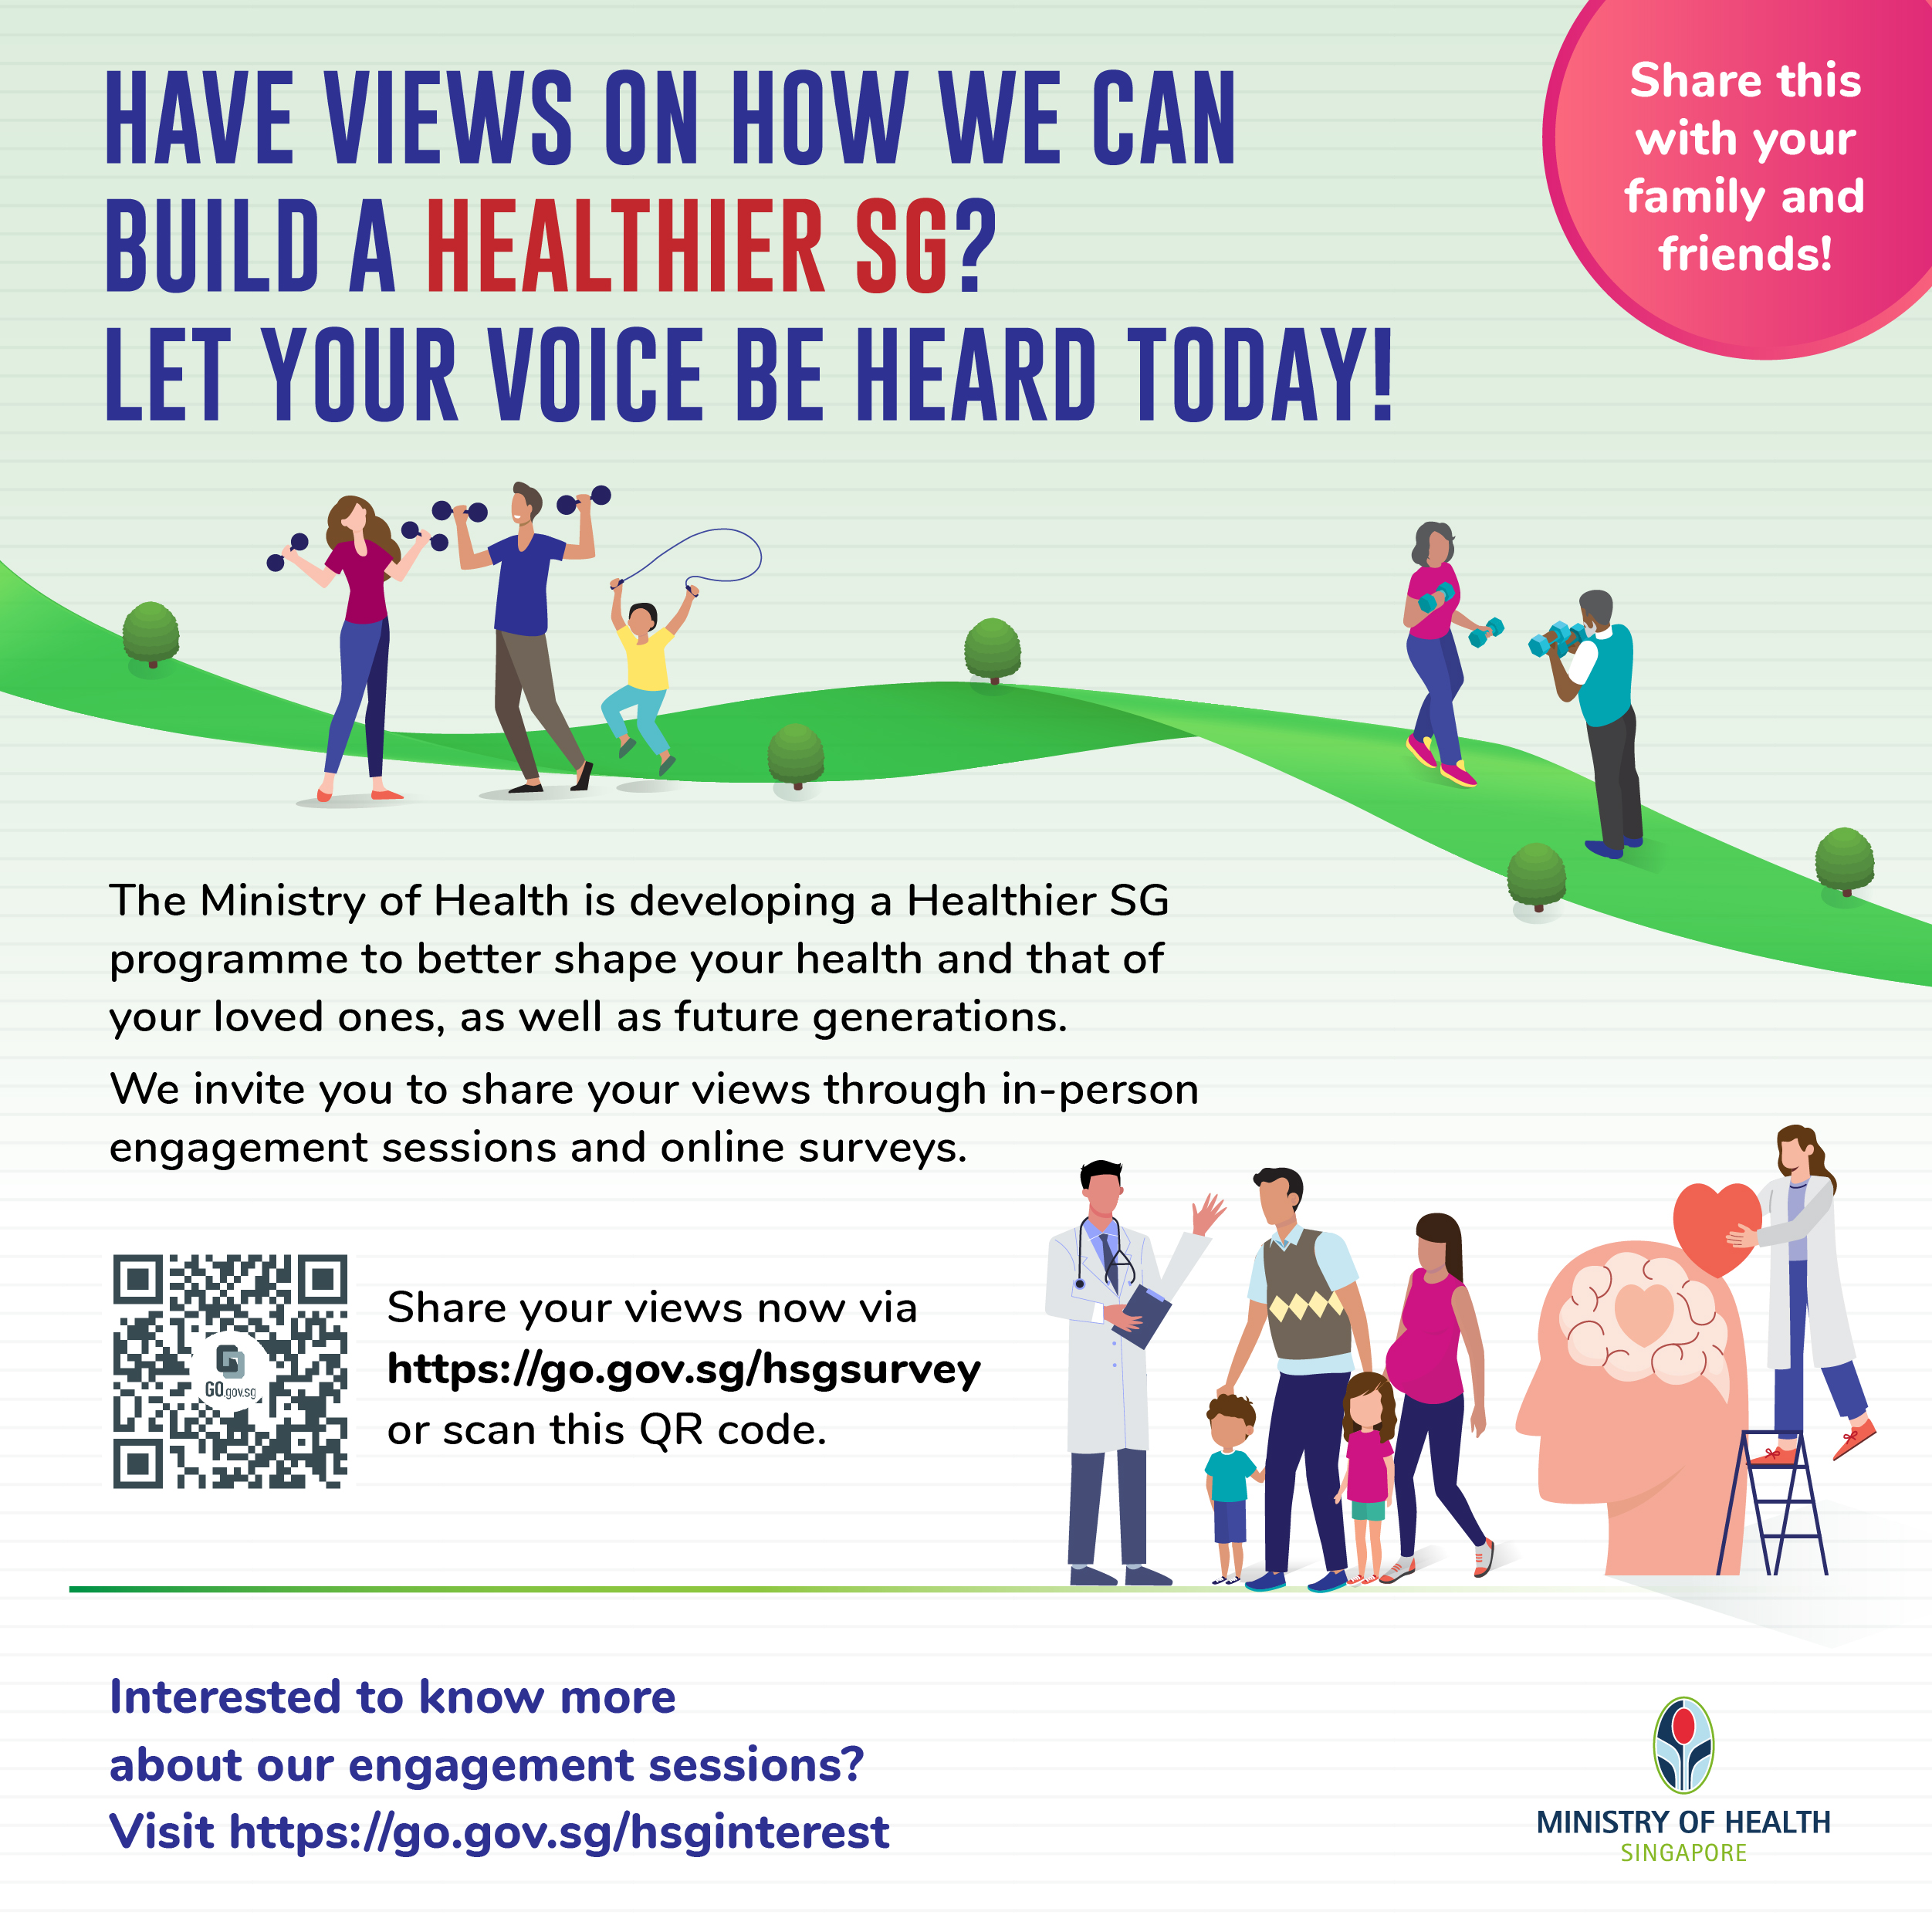 HAVE VIEWS ON HOW WE CAN
BUILD A HEALTHIER SG?
LET YOUR VOICE BE HEARD TODAY!
Share this
with your
family and
friends!
The Ministry of Health is developing a Healthier SG
programme to better shape your health and that of
your loved ones, as well as future generations.
We invite you to share your views through in-person
engagement sessions and online surveys.
GO.gov.sg
Share your views now via
https://go.gov.sg/hsgsurvey
or scan this QR code.
Interested to know more
about our engagement sessions?
Visit https://go.gov.sg/hsginterest
MINISTRY OF HEALTH
SINGAPORE